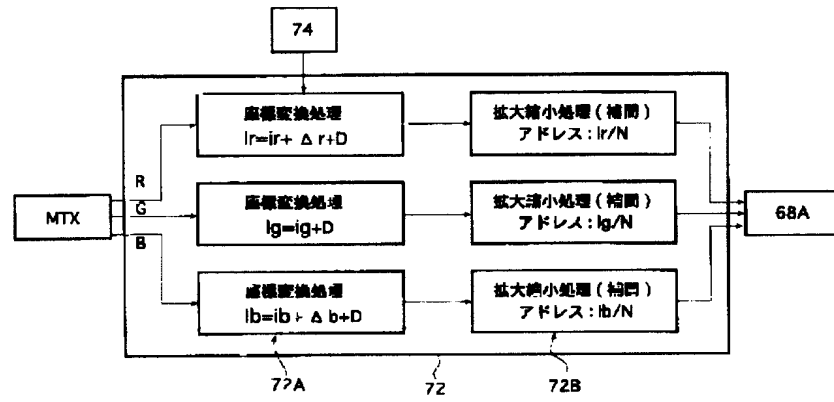 74
座標変換処理
Ir=ir+ Δr+D
拡大縮小処理(補間)
アドレス:Ir/N
R
MTX
G
座標変換処理
Ig=ig+D
拡大縮小処理(補間)
アドレス:Ig/N
68A
B
座標変換処理
Ib=ib+ Δb+D
拡大縮小処理(補間)
アドレス:Ib/N
72A
72
72B